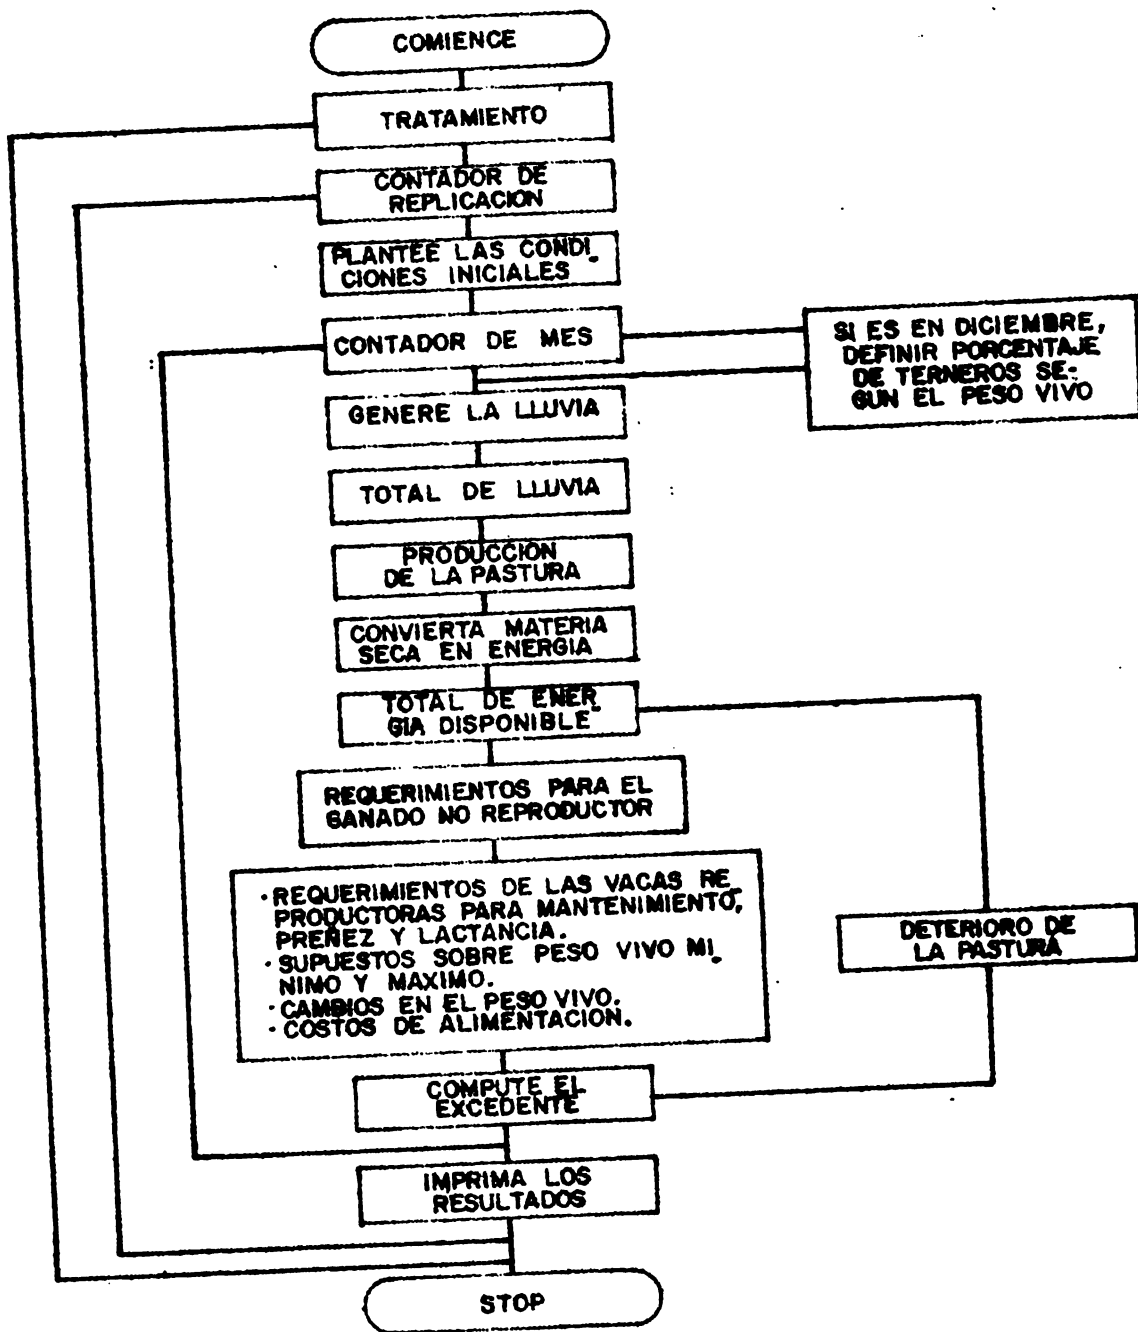 COMIENCE
TRATAMIENTO
CONTADOR DE
REPLICACION
PLANTEE LAS CONDI_
CIONES INICIALES
CONTADOR DE MES
SI ES EN DICIEMBRE,
DEFINIR PORCENTAJE
DE TERNEROS SE-
GUN EL PESO VIVO
GENERE LA LLUVIA
TOTAL DE LLUVIA
PRODUCCION
DE LA PASTURA
CONVIERTA MATERIA
SECA EN ENERGIA
TOTAL DE ENER_
GIA DISPONIBLE
REQUERIMIENTOS PARA EL
GANADO NO REPRODUCTOR
· REQUERIMIENTOS DE LAS VACAS RE_
PRODUCTORAS PARA MANTENIMIENTO,
PREÑEZ Y LACTANCIA.
· SUPUESTOS SOBRE PESO VIVO MI_
NIMO Y MAXIMO.
· CAMBIOS EN EL PESO VIVO.
· COSTOS DE ALIMENTACION.
DETERIORO DE
LA PASTURA
COMPUTE EL
EXCEDENTE
IMPRIMA LOS
RESULTADOS
STOP